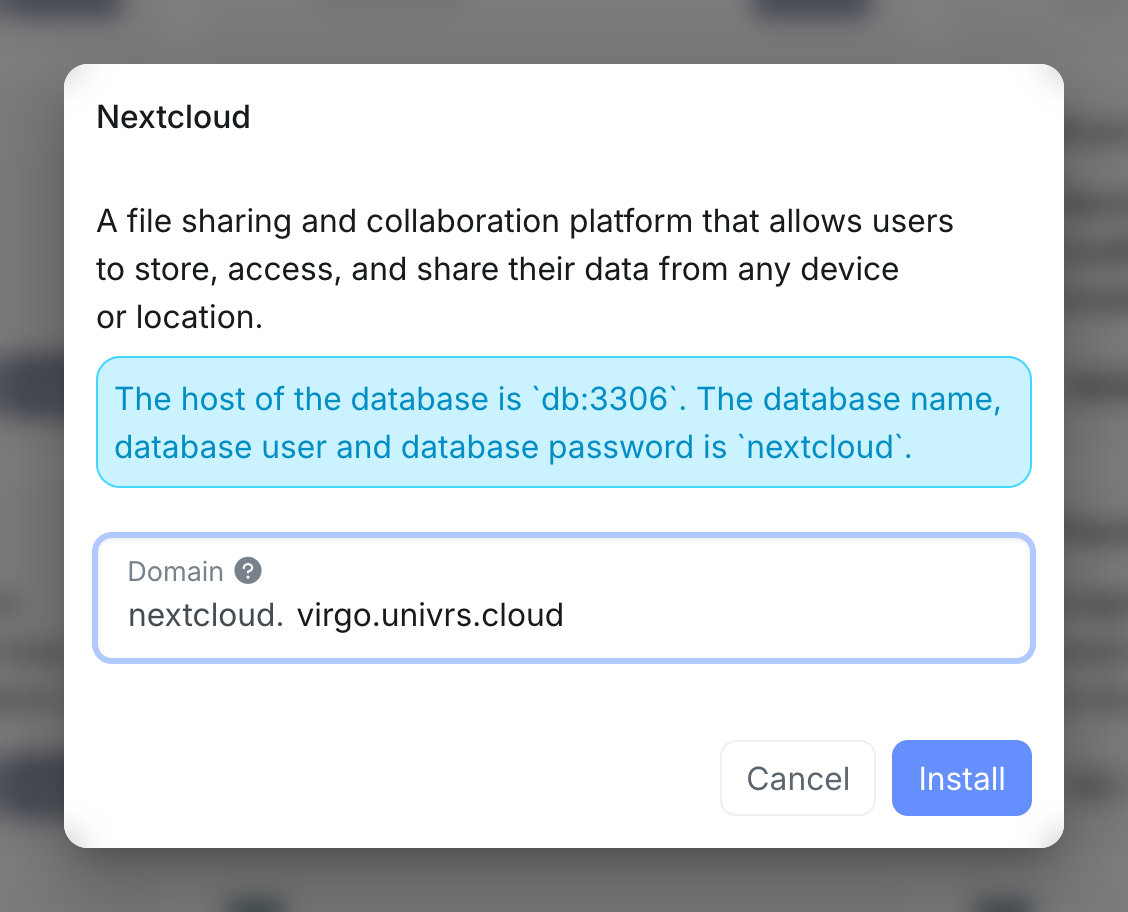 Nextcloud
A file sharing and collaboration platform that allows users
to store, access, and share their data from any device
or location.
The host of the database is `db:3306`. The database name,
database user and database password is `nextcloud`.
Domain ?
nextcloud. virgo.univrs.cloud
Cancel Install